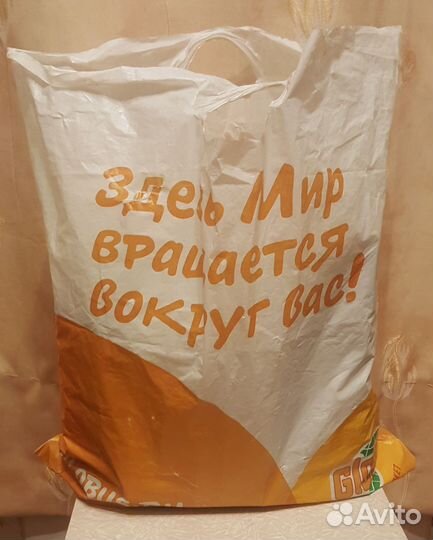 Здесь Мир
вращается
вокруг вас!
Avito